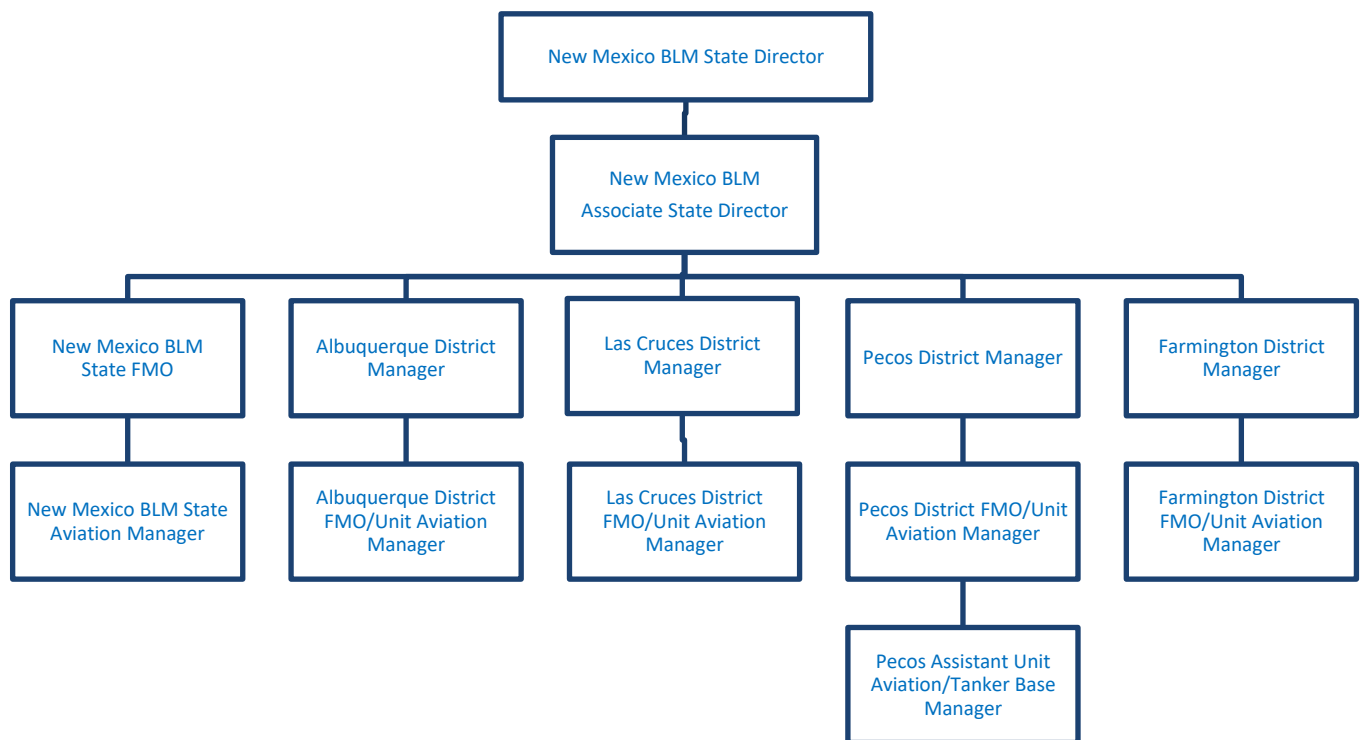 New Mexico BLM State Director
New Mexico BLM
Associate State Director
New Mexico BLM
State FMO
Albuquerque District
Manager
Las Cruces District
Manager
Pecos District Manager
Farmington District
Manager
New Mexico BLM State
Aviation Manager
Albuquerque District
FMO/Unit Aviation
Manager
Las Cruces District
FMO/Unit Aviation
Manager
Pecos District FMO/Unit
Aviation Manager
Farmington District
FMO/Unit Aviation
Manager
Pecos Assistant Unit
Aviation/Tanker Base
Manager